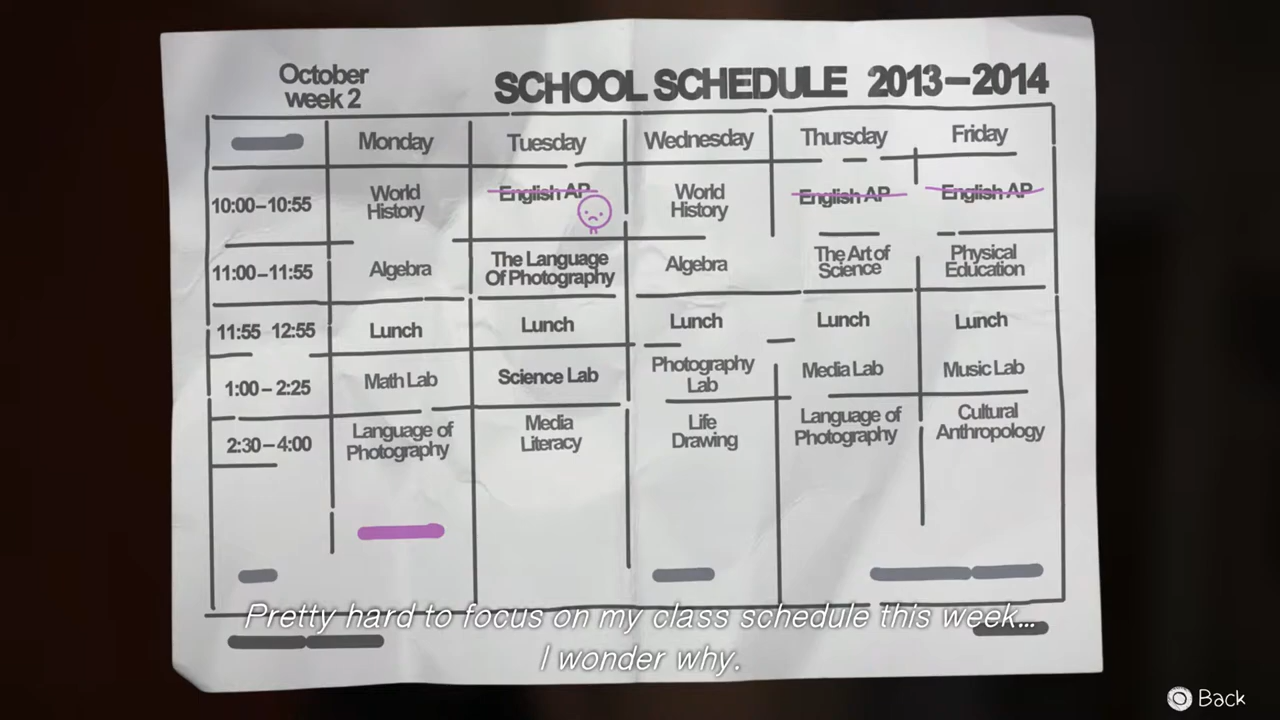 October
week 2
SCHOOL SCHEDULE 2013-2014
Monday Tuesday Wednesday Thursday Friday
10:00-10:55 World History English AP World History English AP English AP
11:00-11:55 Algebra The Language Of Photography Algebra The Art of Science Physical Education
11:55 12:55 Lunch Lunch Lunch Lunch Lunch
1:00-2:25 Math Lab Science Lab Photography Lab Media Lab Music Lab
2:30-4:00 Language of Photography Media Literacy Life Drawing Language of Photography Cultural Anthropology
Pretty hard to focus on my class schedule this week...
I wonder why.
Back